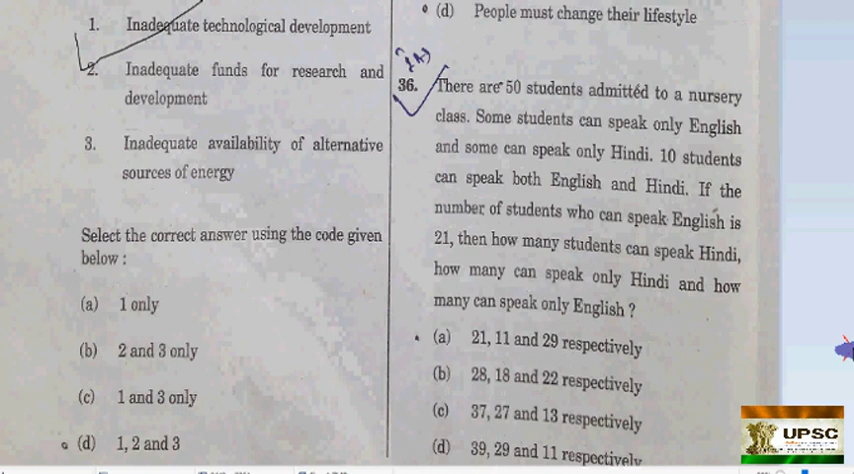 1. Inadequate technological development
2. Inadequate funds for research and
development
3. Inadequate availability of alternative
sources of energy
Select the correct answer using the code given
below :
(a) 1 only
(b) 2 and 3 only
(c) 1 and 3 only
(d) 1, 2 and 3
(d) People must change their lifestyle
36. There are 50 students admitted to a nursery
class. Some students can speak only English
and some can speak only Hindi. 10 students
can speak both English and Hindi. If the
number of students who can speak English is
21, then how many students can speak Hindi,
how many can speak only Hindi and how
many can speak only English ?
(a) 21, 11 and 29 respectively
(b) 28, 18 and 22 respectively
(c) 37, 27 and 13 respectively
(d) 39, 29 and 11 respectively
UPSC